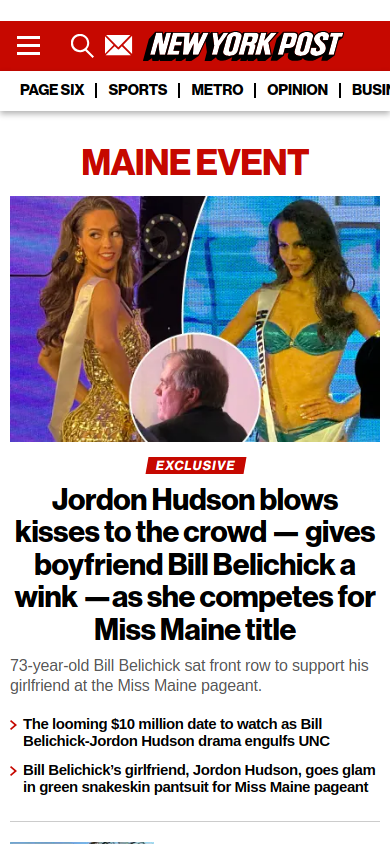 NEW YORK POST
PAGE SIX | SPORTS | METRO | OPINION | BUSI
MAINE EVENT
HANCOCK
EXCLUSIVE
Jordon Hudson blows
kisses to the crowd — gives
boyfriend Bill Belichick a
wink —as she competes for
Miss Maine title
73-year-old Bill Belichick sat front row to support his
girlfriend at the Miss Maine pageant.
The looming $10 million date to watch as Bill
Belichick-Jordon Hudson drama engulfs UNC
Bill Belichick’s girlfriend, Jordon Hudson, goes glam
in green snakeskin pantsuit for Miss Maine pageant